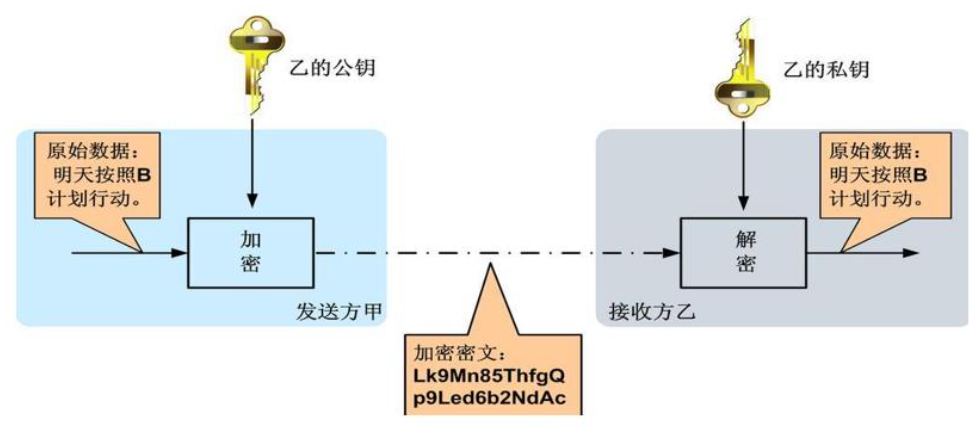 乙的公钥
乙的私钥
原始数据：
明天按照B
计划行动。
加
密
发送方甲
加密密文：
Lk9Mn85ThfgQ
p9Led6b2NdAc
解
密
接收方乙
原始数据：
明天按照B
计划行动。